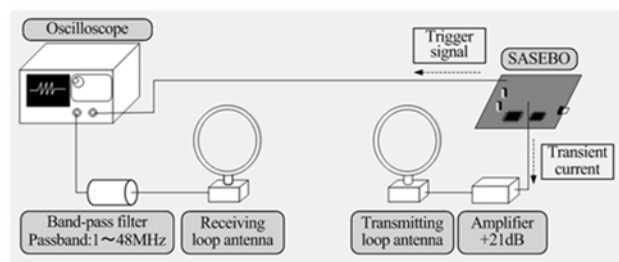 Oscilloscope
Trigger
signal
SASEBO
Transient
current
Band-pass filter
Passband:1～48MHz
Receiving
loop antenna
Transmitting
loop antenna
Amplifier
+21dB